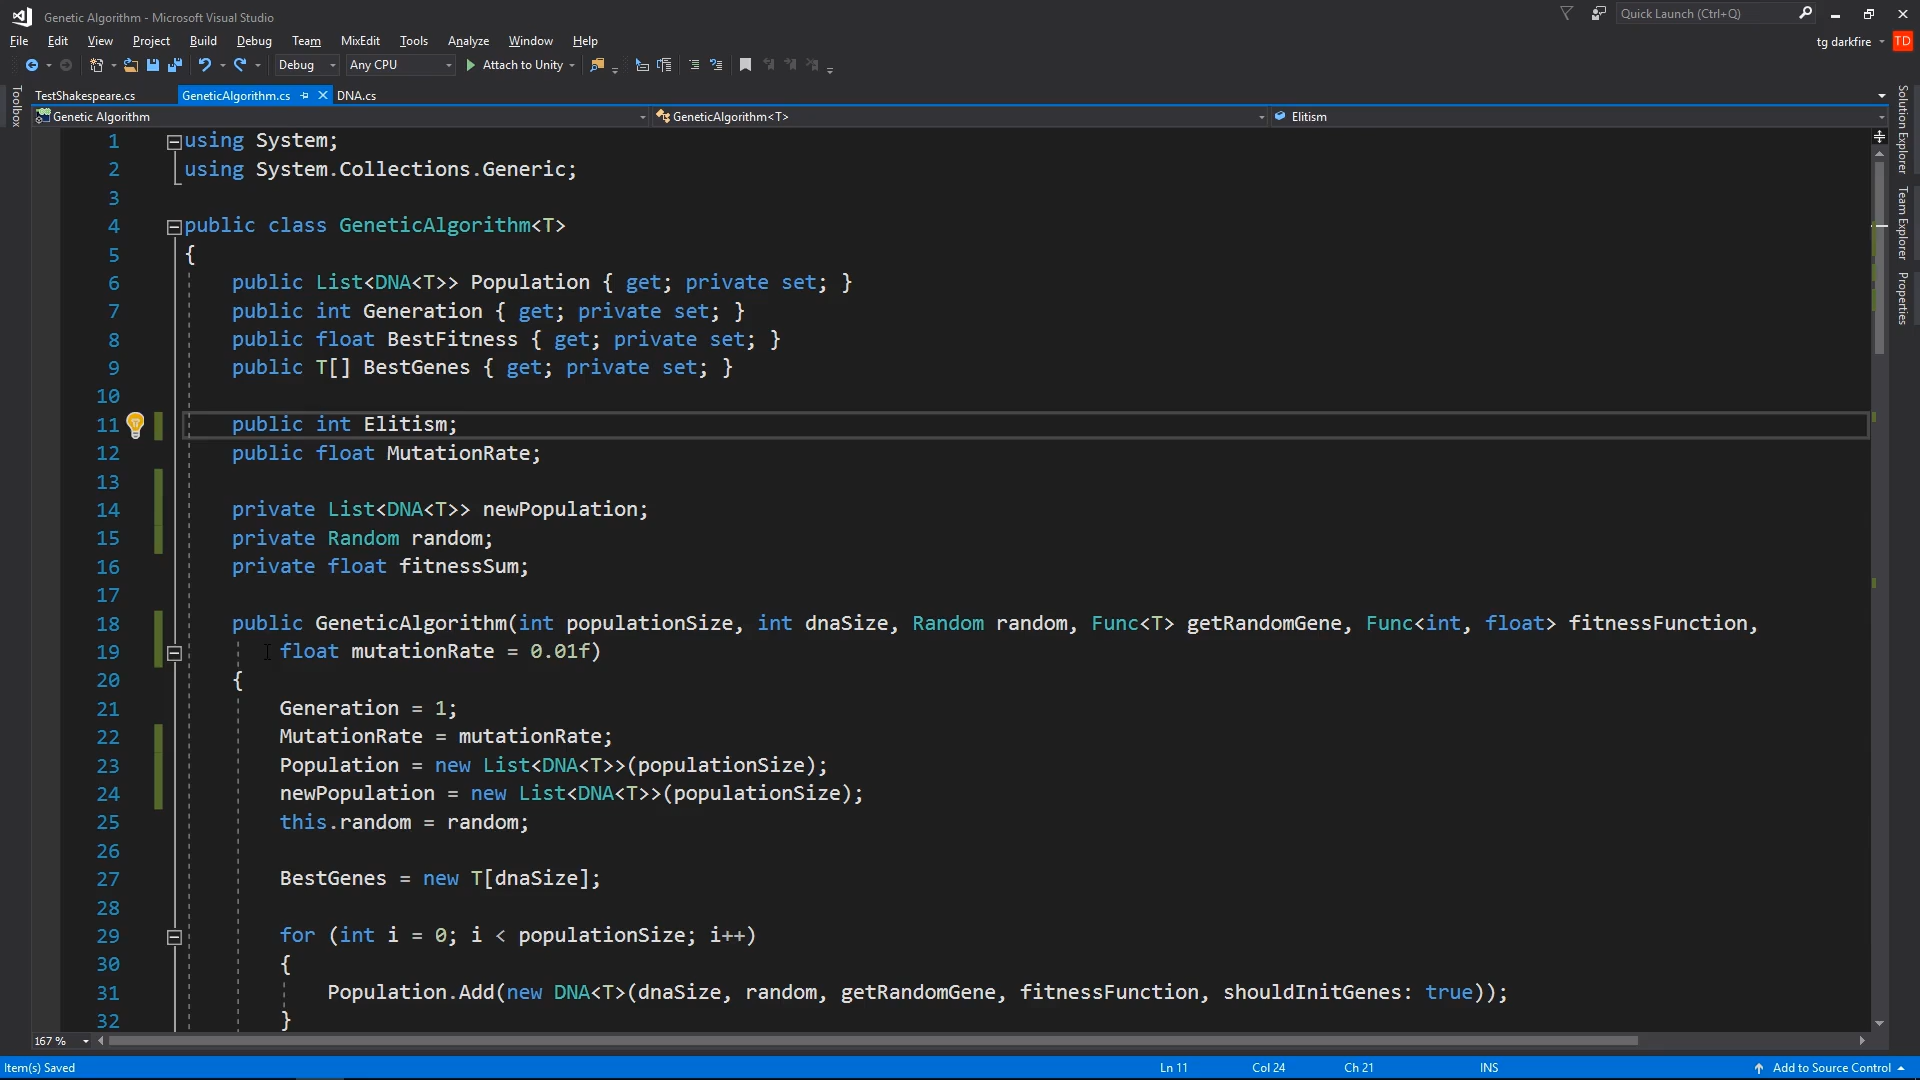 Genetic Algorithm - Microsoft Visual Studio
Quick Launch (Ctrl+Q)
File Edit View Project Build Debug Team MixEdit Tools Analyze Window Help
tg darkfire TD
Debug Any CPU Attach to Unity
TestShakespeare.cs GeneticAlgorithm.cs DNA.cs
Genetic Algorithm GeneticAlgorithm<T> Elitism
Toolbox
Solution Explorer
Team Explorer
Properties
1 using System;
2 using System.Collections.Generic;
3
4 public class GeneticAlgorithm<T>
5 {
6 public List<DNA<T>> Population { get; private set; }
7 public int Generation { get; private set; }
8 public float BestFitness { get; private set; }
9 public T[] BestGenes { get; private set; }
10
11 public int Elitism;
12 public float MutationRate;
13
14 private List<DNA<T>> newPopulation;
15 private Random random;
16 private float fitnessSum;
17
18 public GeneticAlgorithm(int populationSize, int dnaSize, Random random, Func<T> getRandomGene, Func<int, float> fitnessFunction,
19 float mutationRate = 0.01f)
20 {
21 Generation = 1;
22 MutationRate = mutationRate;
23 Population = new List<DNA<T>>(populationSize);
24 newPopulation = new List<DNA<T>>(populationSize);
25 this.random = random;
26
27 BestGenes = new T[dnaSize];
28
29 for (int i = 0; i < populationSize; i++)
30 {
31 Population.Add(new DNA<T>(dnaSize, random, getRandomGene, fitnessFunction, shouldInitGenes: true));
32 }
167 %
Item(s) Saved Ln 11 Col 24 Ch 21 INS Add to Source Control